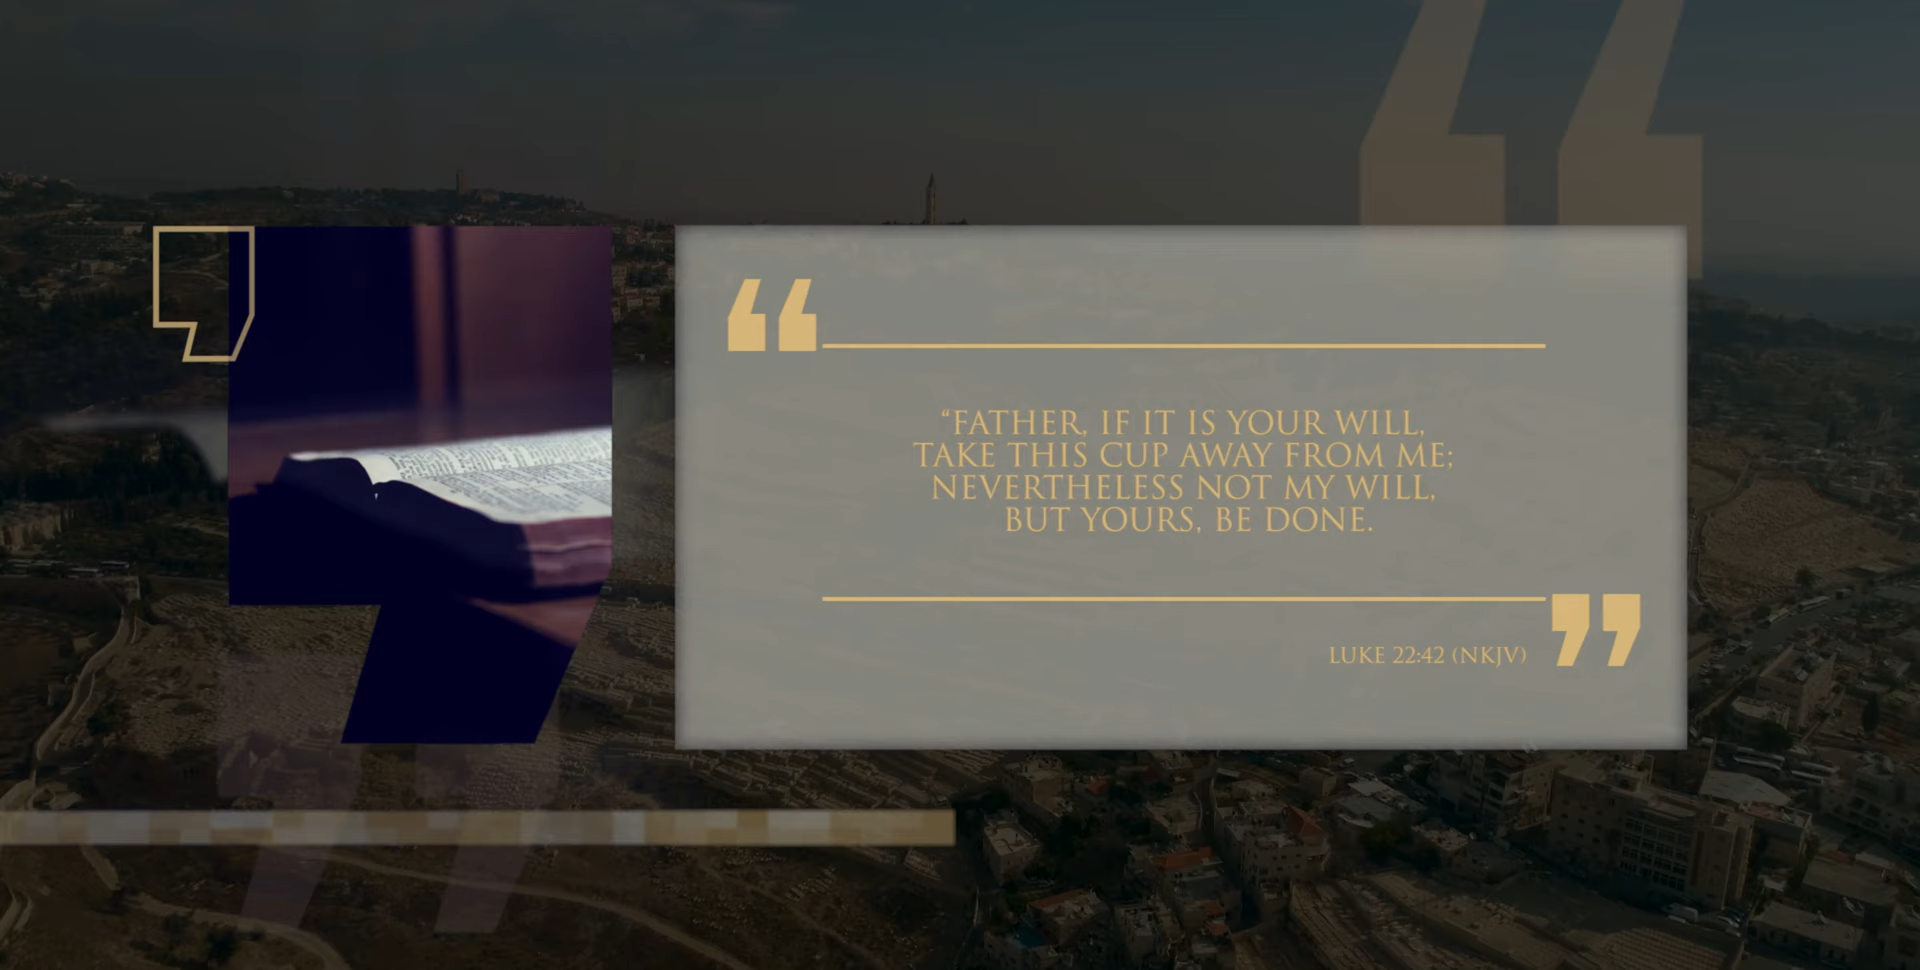 “FATHER, IF IT IS YOUR WILL,
TAKE THIS CUP AWAY FROM ME;
NEVERTHELESS NOT MY WILL,
BUT YOURS, BE DONE.
LUKE 22:42 (NKJV)